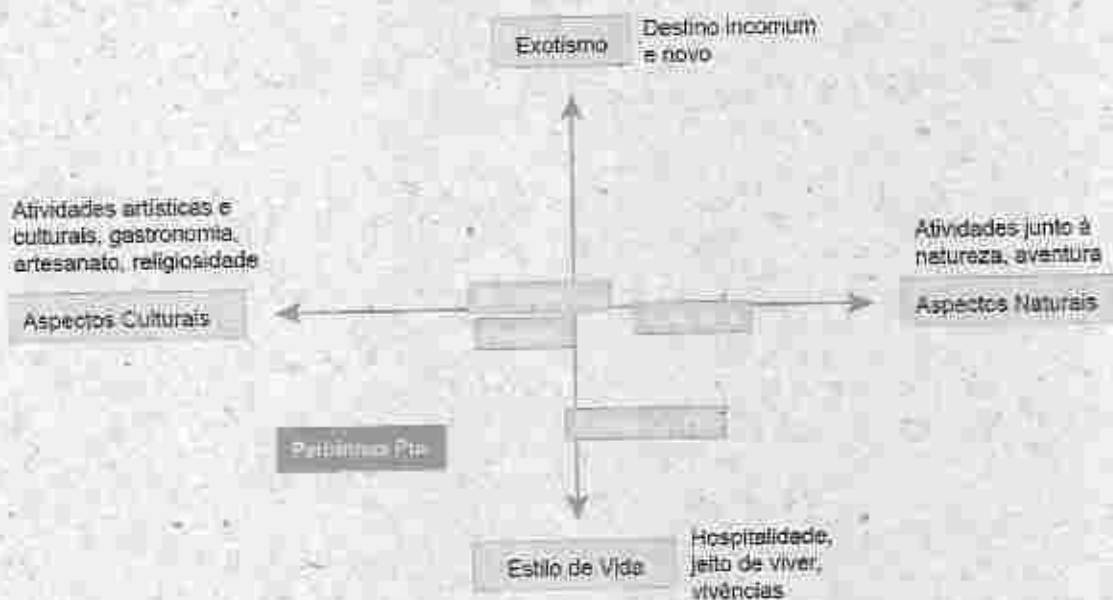 Exotismo
Destino incomum
e novo
Atividades artísticas e
culturais, gastronomia,
artesanato, religiosidade
Aspectos Culturais
Atividades junto à
natureza, aventura
Aspectos Naturais
Estilo de Vida
Hospitalidade,
jeito de viver,
vivências